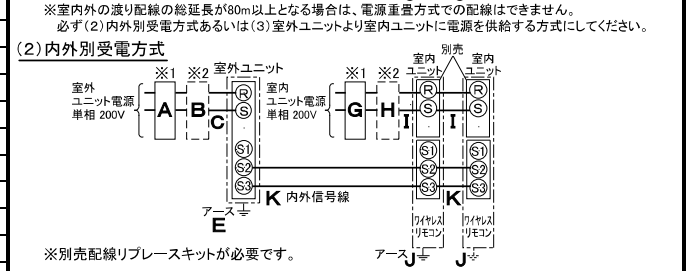 ※室内外の渡り配線の総延長が80m以上となる場合は、電源重畳方式での配線はできません。
必ず(2)内外別受電方式あるいは(3)室外ユニットより室内ユニットに電源を供給する方式にしてください。
(2)内外別受電方式
別売
※1 ※2 室外ユニット ※1 ※2 室内ユニット 室内ユニット
室外
ユニット電源
単相200V
A B C R S
室内
ユニット電源
単相200V
G H I R S I R S
S1 S1 S1
S2 S2 S2
S3 S3 S3
K 内外信号線 K
アース
E
ワイヤレス
リモコン
ワイヤレス
リモコン
※別売配線リプレースキットが必要です。
アース J J